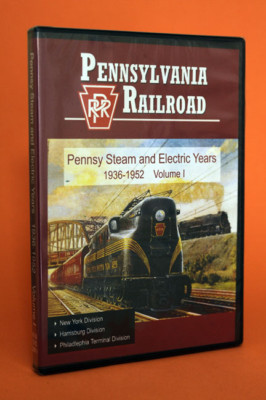 PENNSYLVANIA
PRR
RAILROAD
Pennsy Steam and Electric Years
1936-1952 Volume I
New York Division
Harrisburg Division
Philadlephia Terminal Division
Pennsy Steam and Electric Years 1936-1952 Volume I